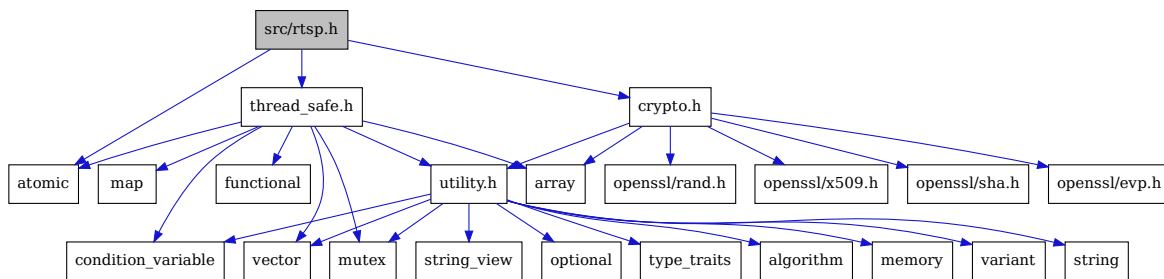 src/rtsp.h
thread_safe.h
crypto.h
atomic
map
functional
utility.h
array
openssl/rand.h
openssl/x509.h
openssl/sha.h
openssl/evp.h
condition_variable
vector
mutex
string_view
optional
type_traits
algorithm
memory
variant
string